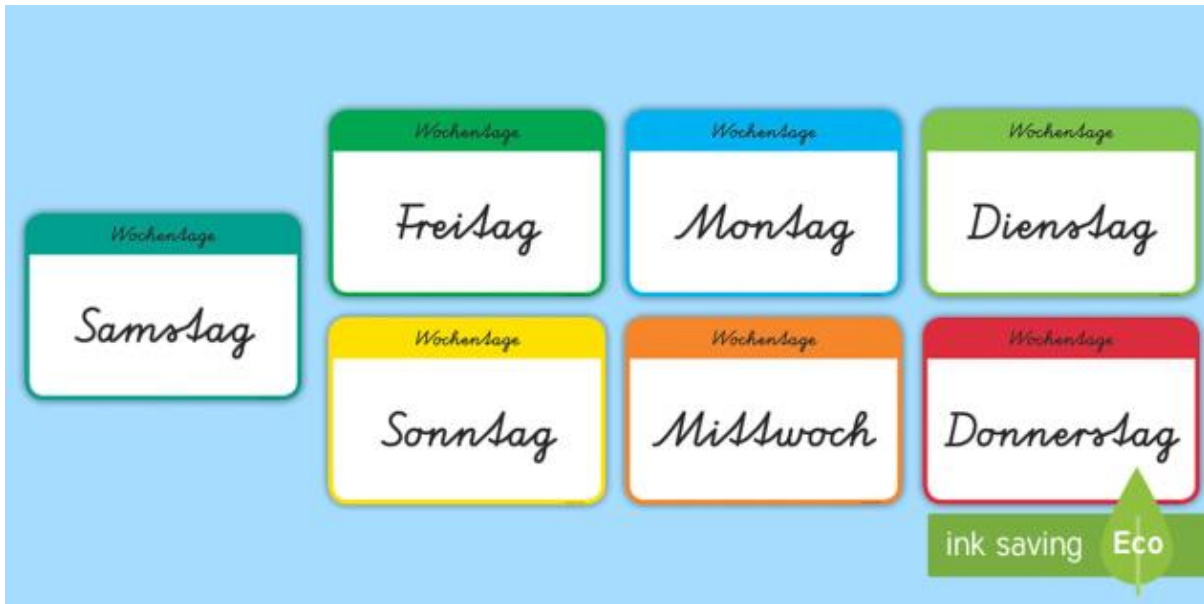 Wochentage
Samstag
Wochentage
Freitag
Wochentage
Montag
Wochentage
Dienstag
Wochentage
Sonntag
Wochentage
Mittwoch
Wochentage
Donnerstag
ink saving Eco